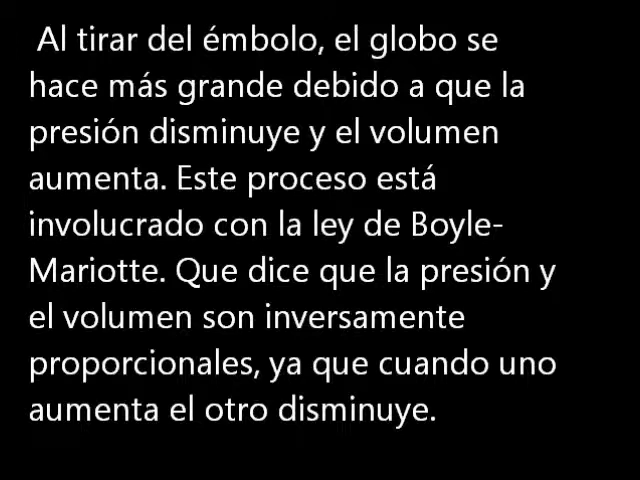 Al tirar del émbolo, el globo se
hace más grande debido a que la
presión disminuye y el volumen
aumenta. Este proceso está
involucrado con la ley de Boyle-
Mariotte. Que dice que la presión y
el volumen son inversamente
proporcionales, ya que cuando uno
aumenta el otro disminuye.